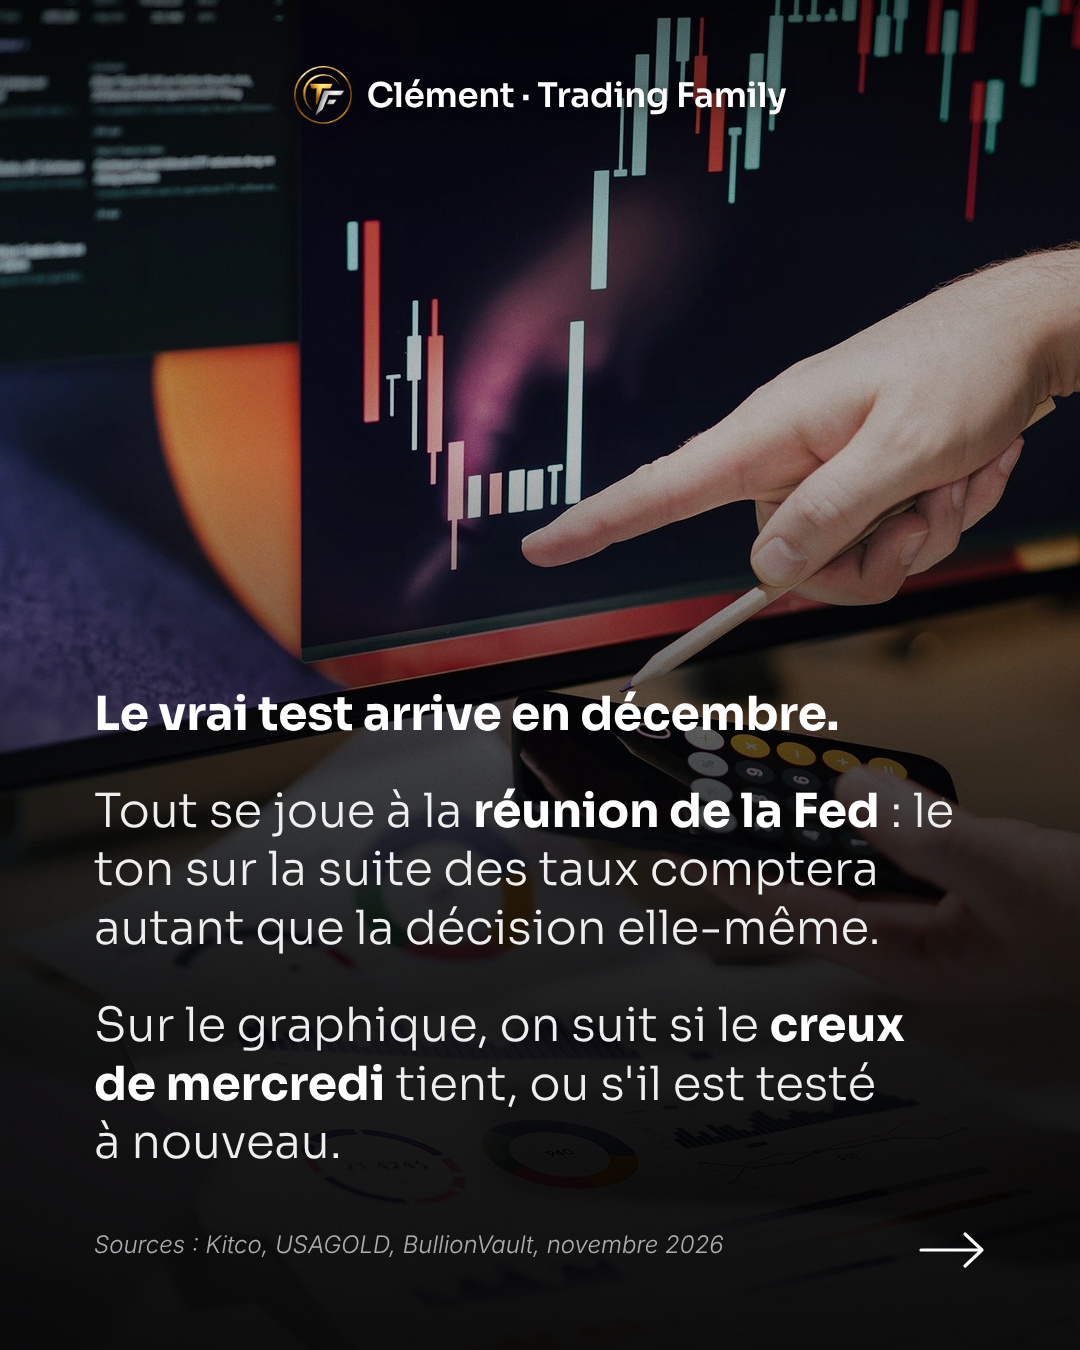 TF Clément · Trading Family
Le vrai test arrive en décembre.
Tout se joue à la réunion de la Fed : le
ton sur la suite des taux comptera
autant que la décision elle-même.
Sur le graphique, on suit si le creux
de mercredi tient, ou s'il est testé
à nouveau.
Sources : Kitco, USAGOLD, BullionVault, novembre 2026